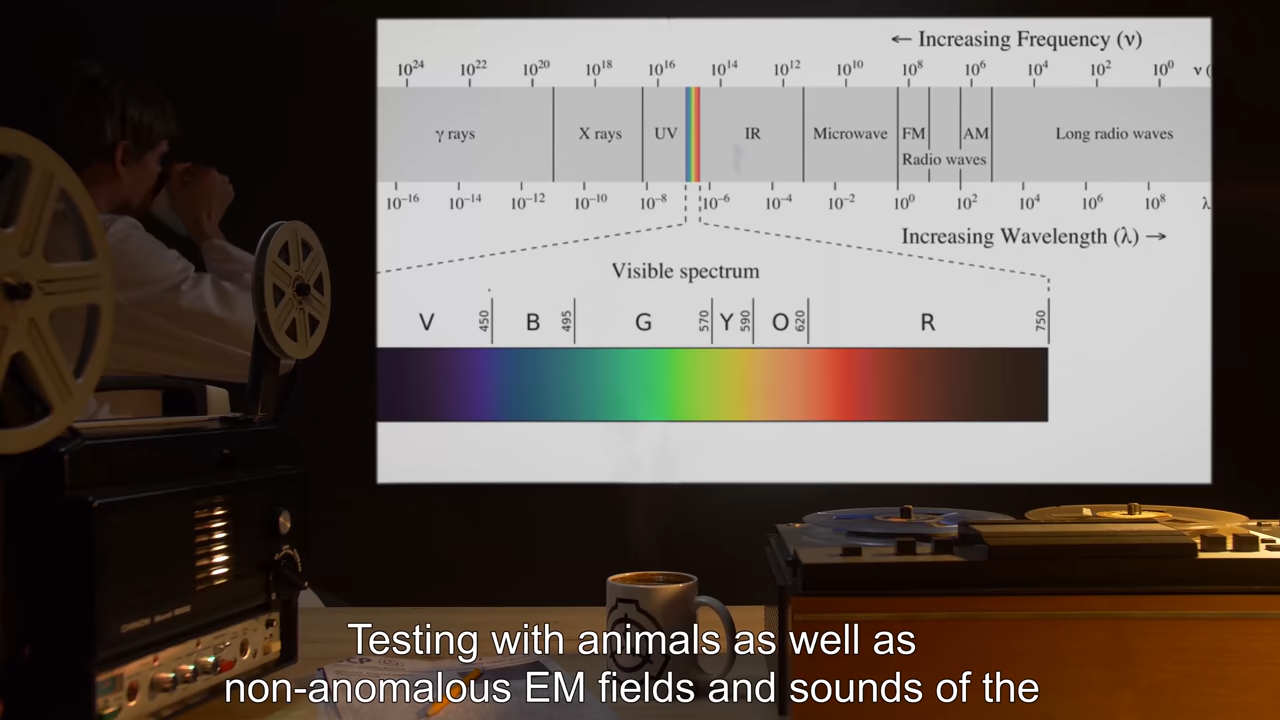 ← Increasing Frequency (ν)
10²⁴ 10²² 10²⁰ 10¹⁸ 10¹⁶ 10¹⁴ 10¹² 10¹⁰ 10⁸ 10⁶ 10⁴ 10² 10⁰ ν (
γ rays X rays UV IR Microwave FM AM Long radio waves
Radio waves
10⁻¹⁶ 10⁻¹⁴ 10⁻¹² 10⁻¹⁰ 10⁻⁸ 10⁻⁶ 10⁻⁴ 10⁻² 10⁰ 10² 10⁴ 10⁶ 10⁸ λ
Increasing Wavelength (λ) →
Visible spectrum
V 450 B 495 G 570 Y 590 O 620 R 750
Testing with animals as well as
non-anomalous EM fields and sounds of the